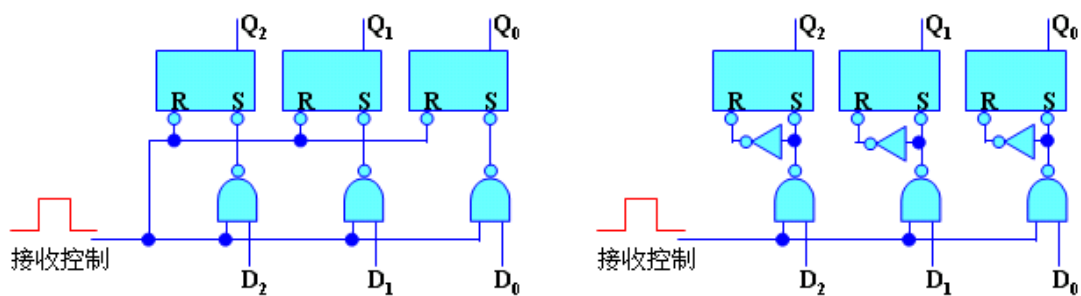 Q2 Q1 Q0 Q2 Q1 Q0
R S R S R S R S R S R S
接收控制 接收控制
D2 D1 D0 D2 D1 D0